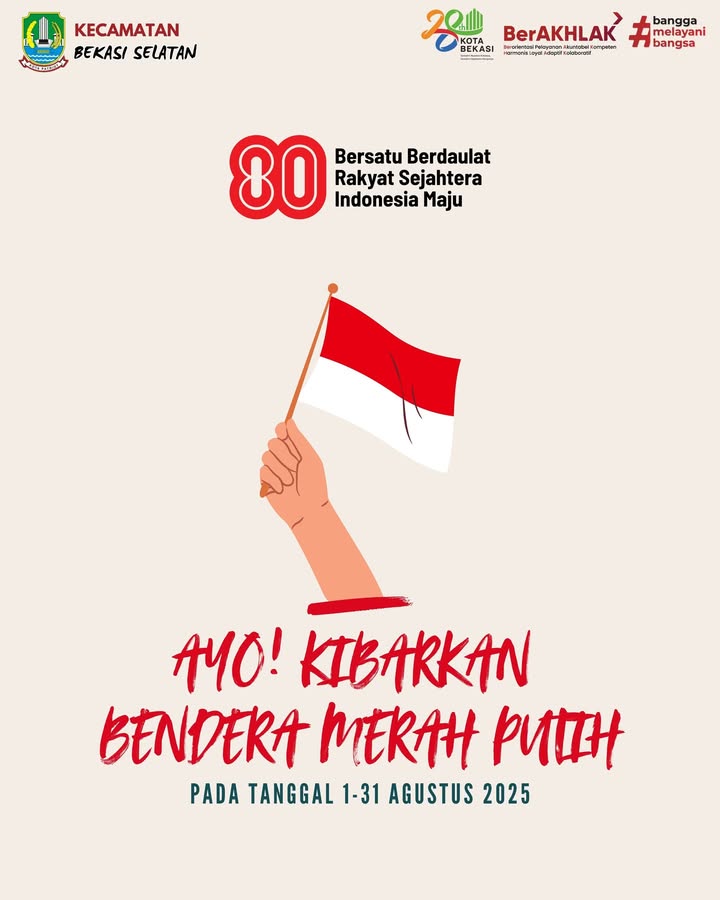 KECAMATAN
BEKASI SELATAN
28
KOTA
BEKASI
BerAKHLAK
Berorientasi Pelayanan Akuntabel Kompeten
Harmonis Loyal Adaptif Kolaboratif
#bangga
melayani
bangsa
80
Bersatu Berdaulat
Rakyat Sejahtera
Indonesia Maju
AYO! KIBARKAN
BENDERA MERAH PUTIH
PADA TANGGAL 1-31 AGUSTUS 2025